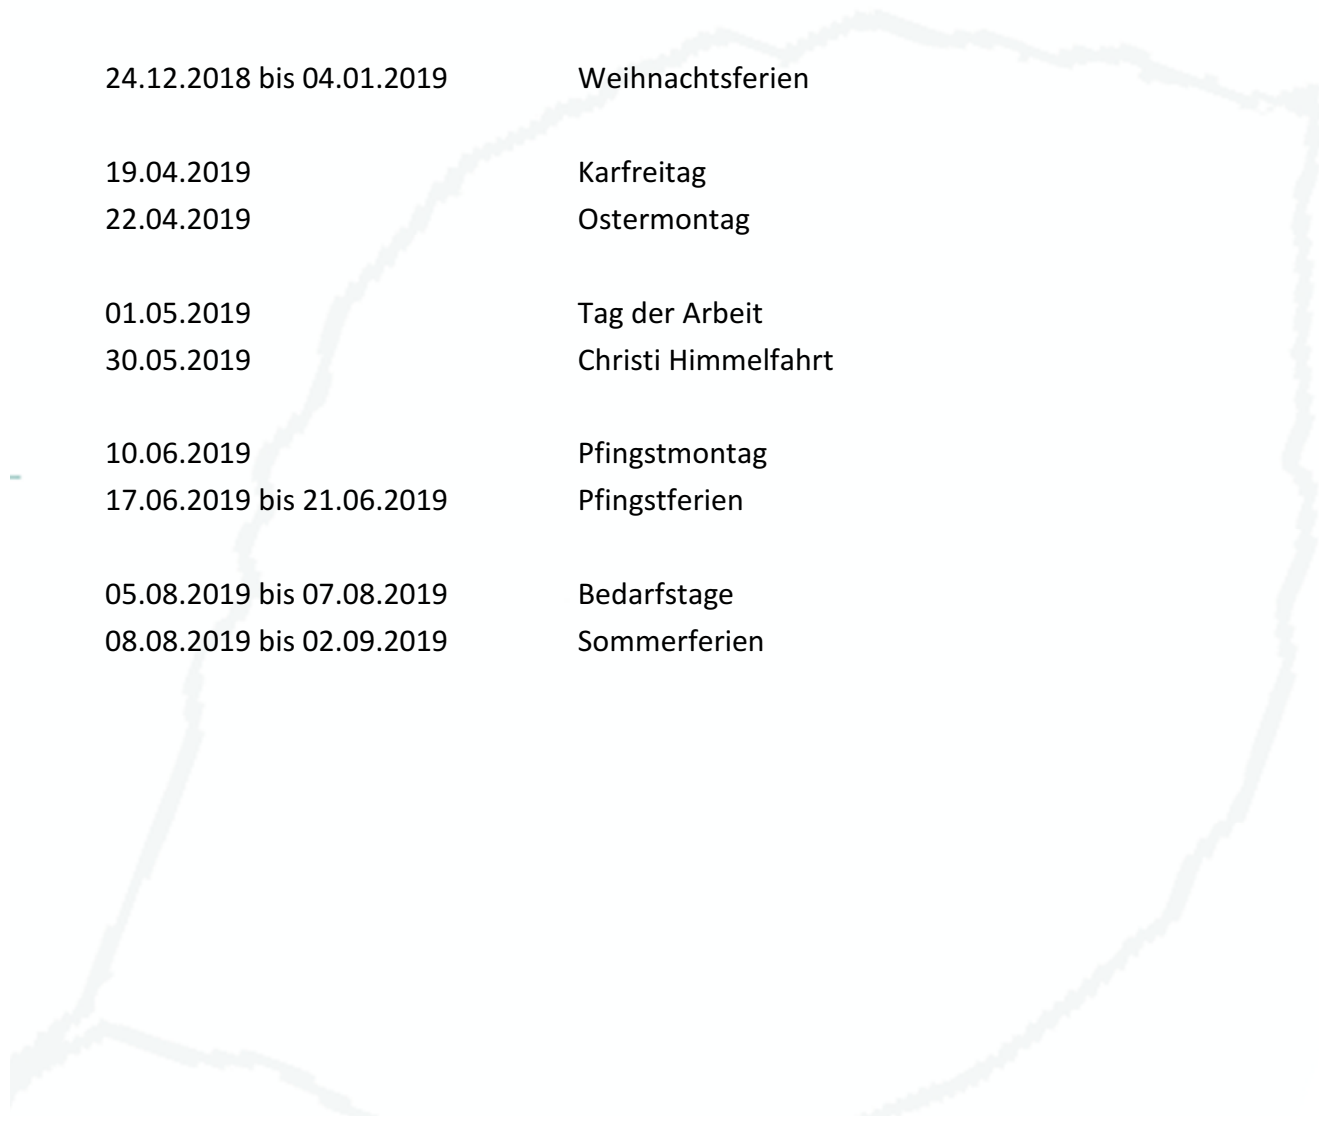 24.12.2018 bis 04.01.2019 Weihnachtsferien
19.04.2019 Karfreitag
22.04.2019 Ostermontag
01.05.2019 Tag der Arbeit
30.05.2019 Christi Himmelfahrt
10.06.2019 Pfingstmontag
17.06.2019 bis 21.06.2019 Pfingstferien
05.08.2019 bis 07.08.2019 Bedarfstage
08.08.2019 bis 02.09.2019 Sommerferien